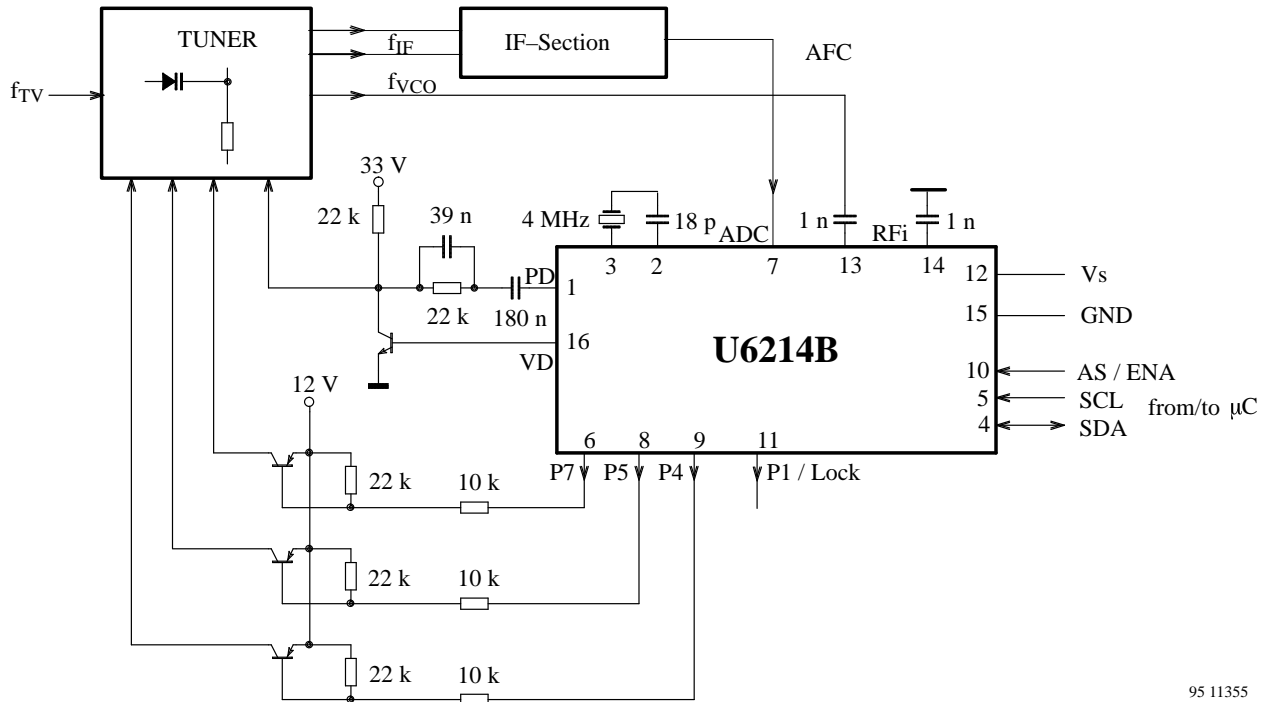 TUNER
f_IF
IF–Section
AFC
f_TV
f_VCO
33 V
22 k
39 n
4 MHz
18 p
ADC
1 n
RFi
1 n
3
2
7
13
14
12
Vs
PD
1
22 k
180 n
15
GND
16
U6214B
VD
10
AS / ENA
12 V
5
SCL
from/to µC
4
SDA
6
8
9
11
P7
P5
P4
P1 / Lock
22 k
10 k
22 k
10 k
22 k
10 k
95 11355